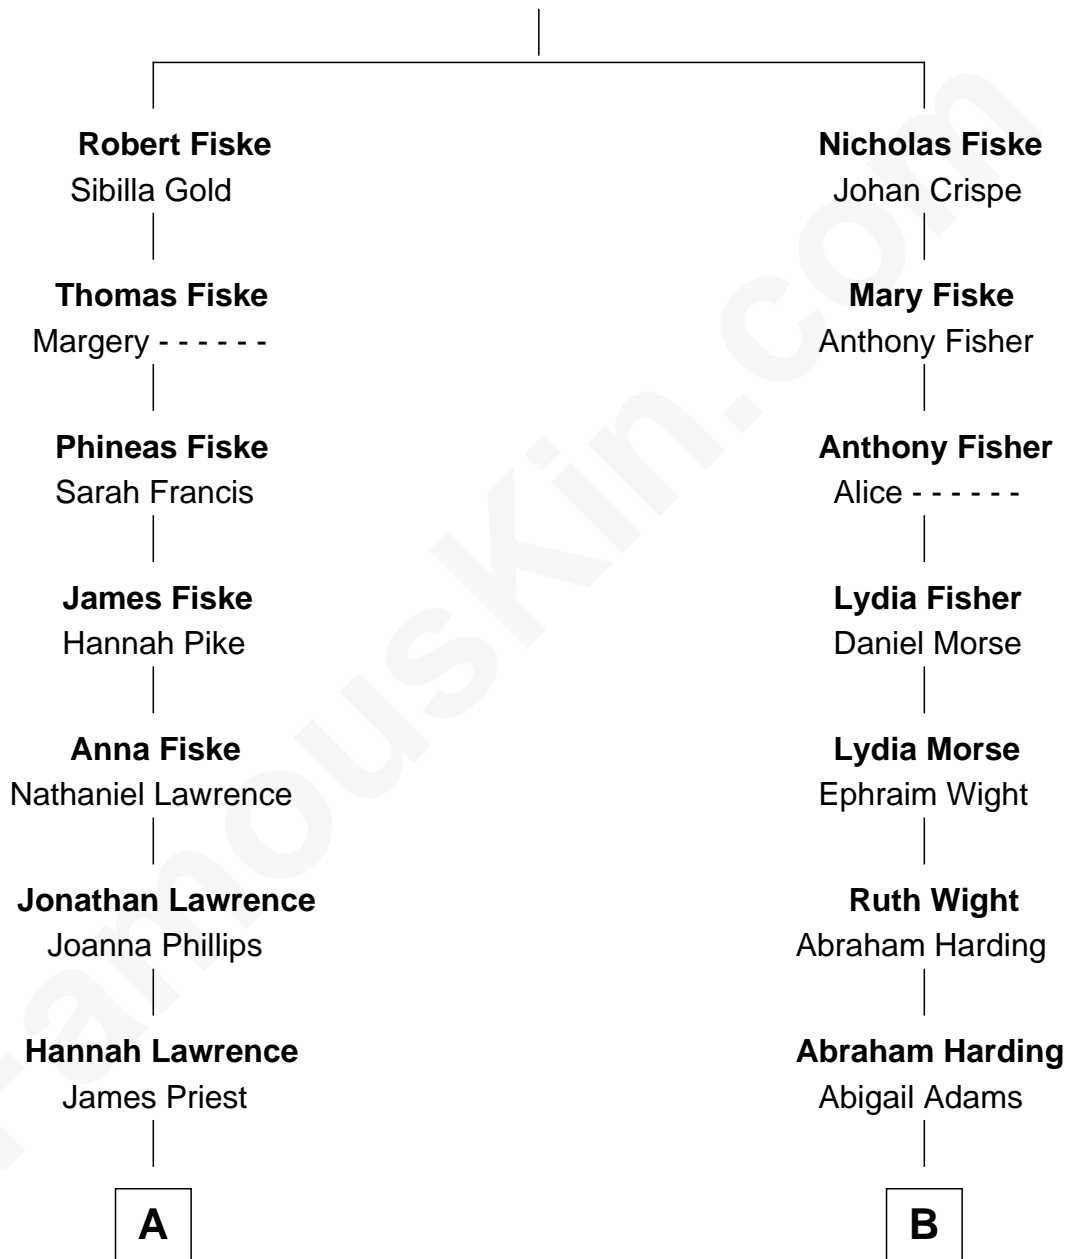 Robert Fiske
Sibilla Gold
Thomas Fiske
Margery - - - - - -
Phineas Fiske
Sarah Francis
James Fiske
Hannah Pike
Anna Fiske
Nathaniel Lawrence
Jonathan Lawrence
Joanna Phillips
Hannah Lawrence
James Priest
A
Nicholas Fiske
Johan Crispe
Mary Fiske
Anthony Fisher
Anthony Fisher
Alice - - - - - -
Lydia Fisher
Daniel Morse
Lydia Morse
Ephraim Wight
Ruth Wight
Abraham Harding
Abraham Harding
Abigail Adams
B
FamousKin.com